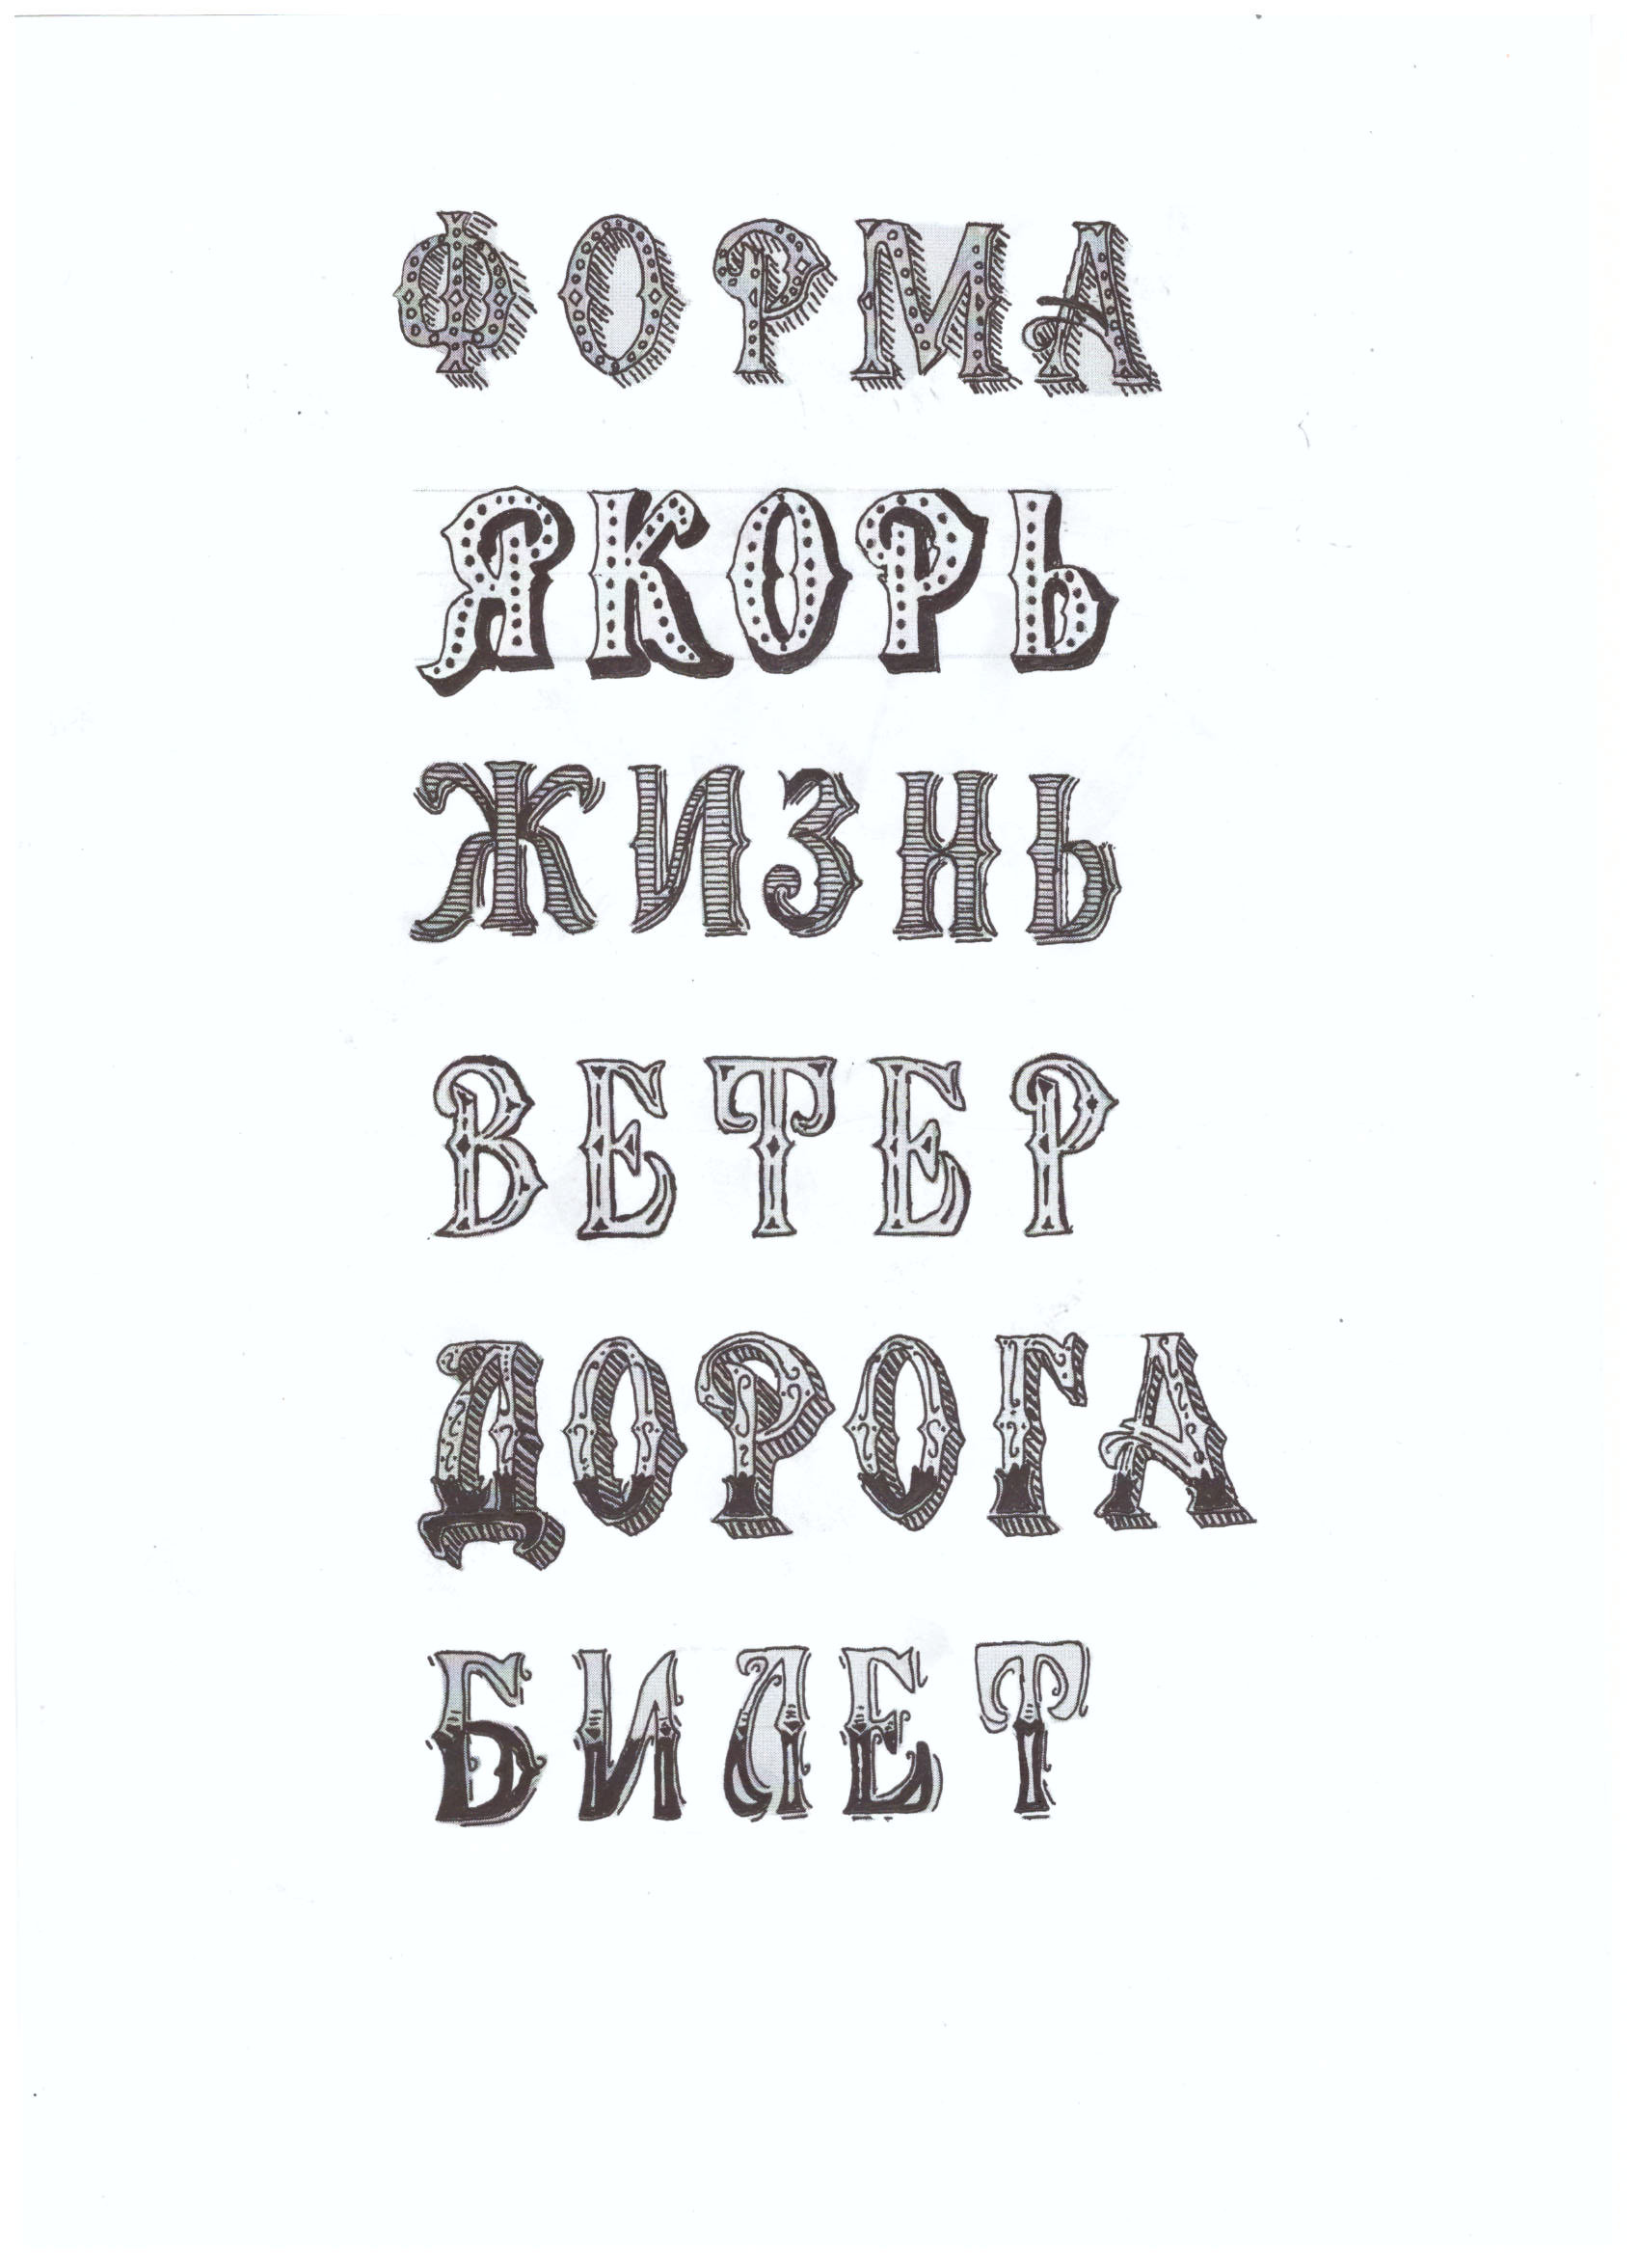 ФОРМА
ЯКОРЬ
ЖИЗНЬ
ВЕТЕР
ДОРОГА
БИЛЕТ